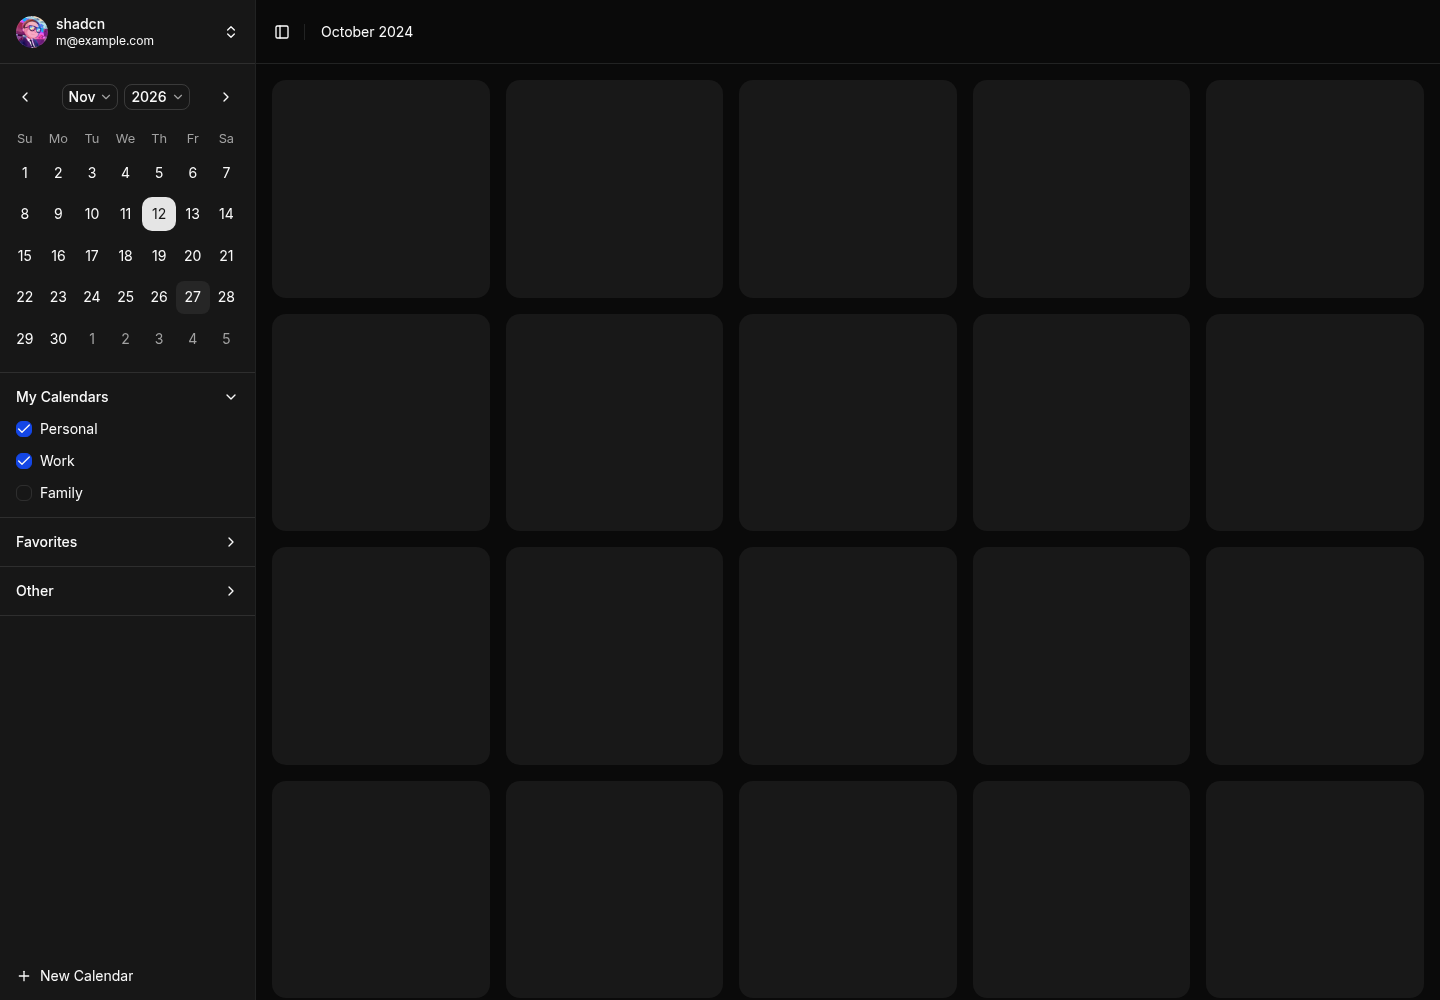 shadcn
m@example.com
October 2024
Nov 2026
Su Mo Tu We Th Fr Sa
1 2 3 4 5 6 7
8 9 10 11 12 13 14
15 16 17 18 19 20 21
22 23 24 25 26 27 28
29 30 1 2 3 4 5
My Calendars
Personal
Work
Family
Favorites
Other
New Calendar